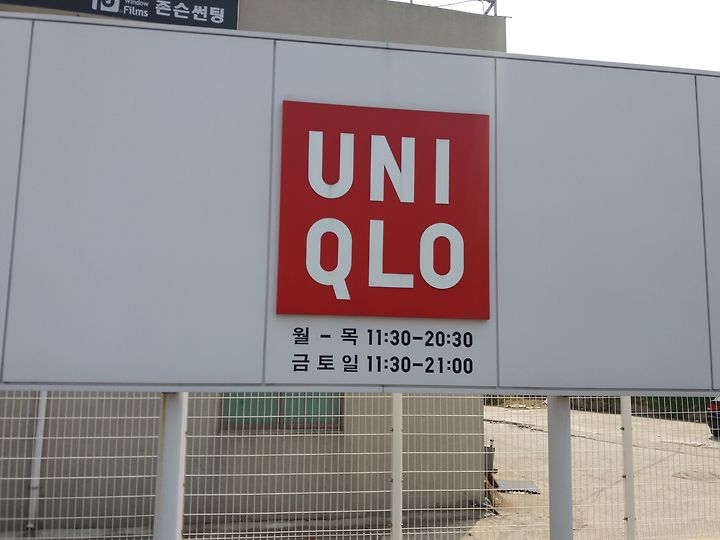 Window
Films 존슨썬팅
UNI
QLO
월 - 목 11:30-20:30
금 토 일 11:30-21:00